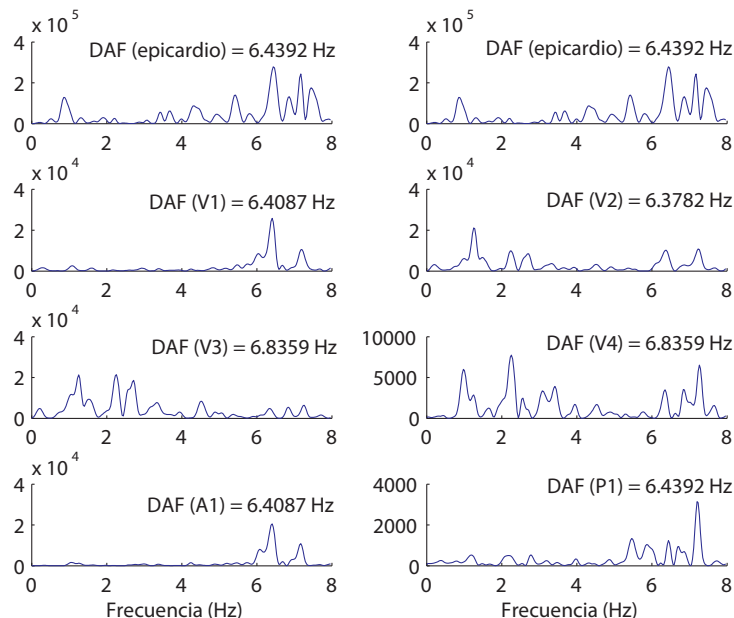 x 10^5
DAF (epicardio) = 6.4392 Hz
4
2
0
0 2 4 6 8
x 10^5
DAF (epicardio) = 6.4392 Hz
4
2
0
0 2 4 6 8
x 10^4
DAF (V1) = 6.4087 Hz
4
2
0
0 2 4 6 8
x 10^4
DAF (V2) = 6.3782 Hz
4
2
0
0 2 4 6 8
x 10^4
DAF (V3) = 6.8359 Hz
4
2
0
0 2 4 6 8
DAF (V4) = 6.8359 Hz
10000
5000
0
0 2 4 6 8
x 10^4
DAF (A1) = 6.4087 Hz
4
2
0
0 2 4 6 8
Frecuencia (Hz)
DAF (P1) = 6.4392 Hz
4000
2000
0
0 2 4 6 8
Frecuencia (Hz)